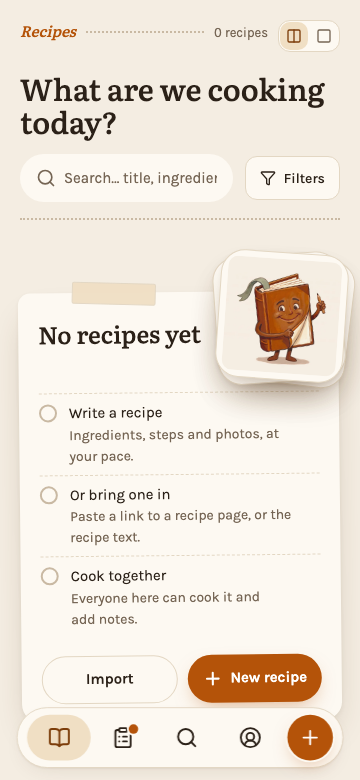 Recipes
0 recipes
What are we cooking
today?
Search... title, ingredien
Filters
No recipes yet
Write a recipe
Ingredients, steps and photos, at
your pace.
Or bring one in
Paste a link to a recipe page, or the
recipe text.
Cook together
Everyone here can cook it and
add notes.
Import
New recipe